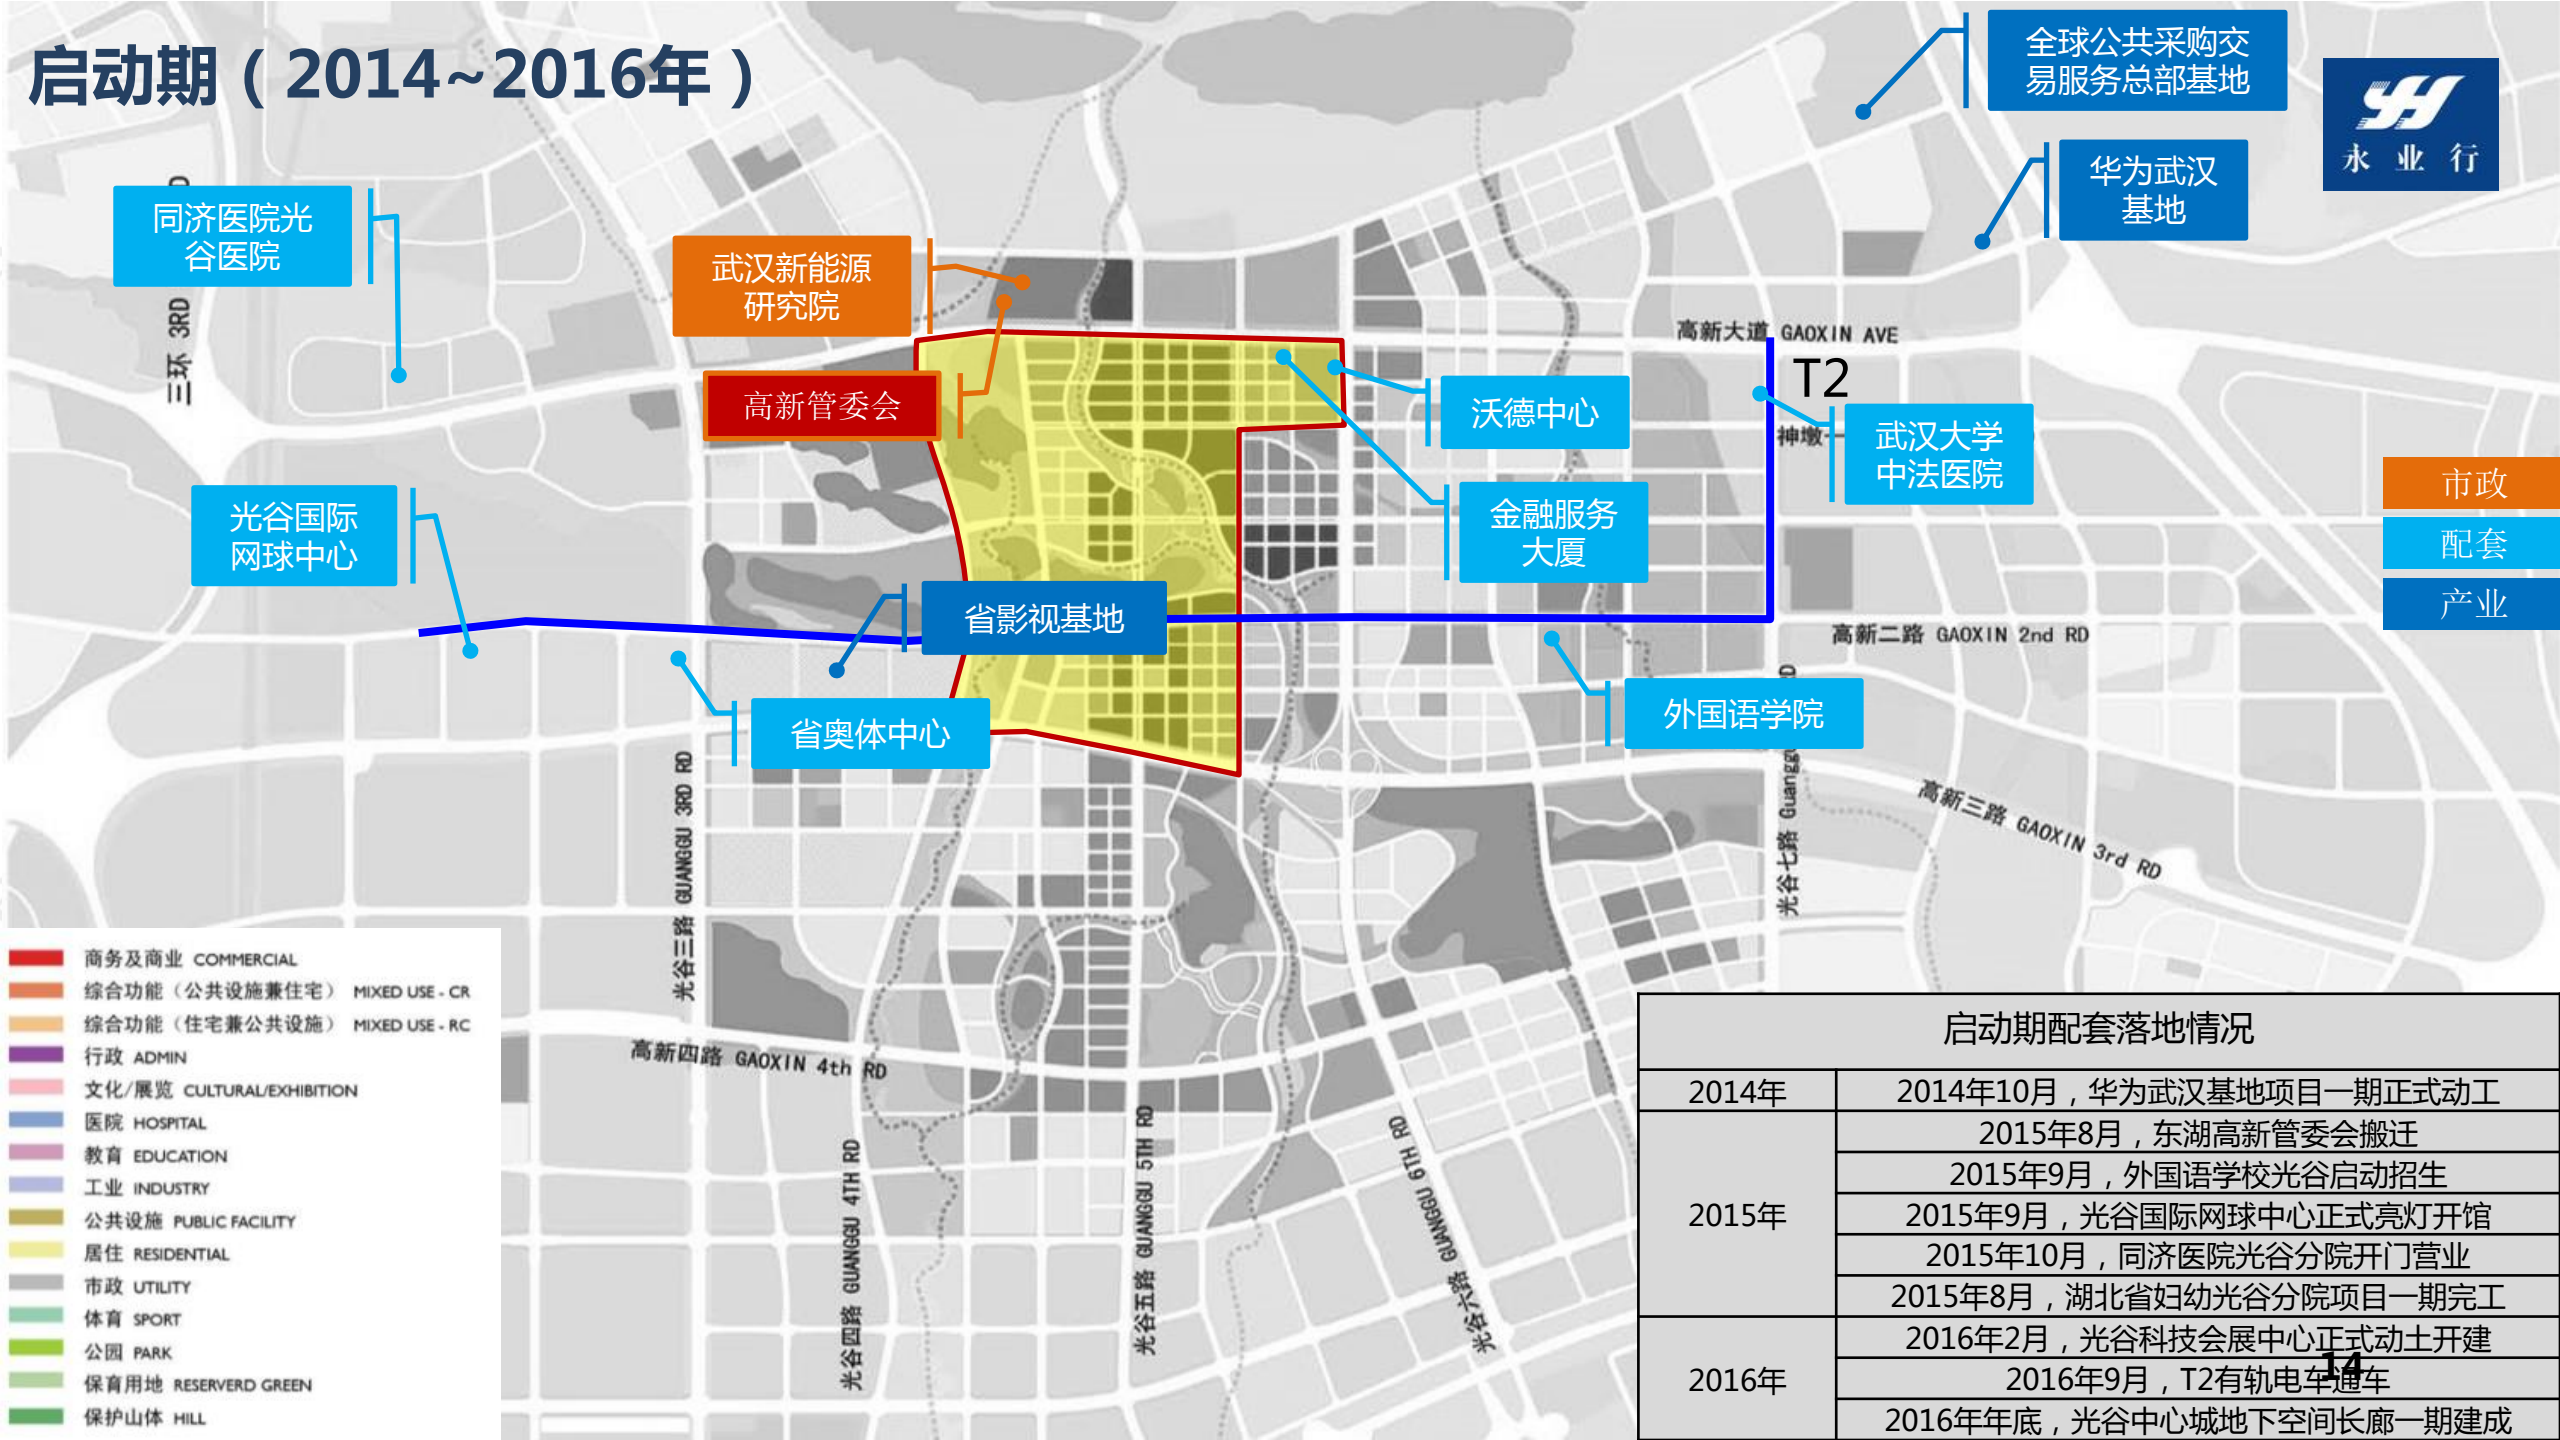 启动期（2014~2016年）
全球公共采购交
易服务总部基地
永业行
华为武汉
基地
同济医院光
谷医院
武汉新能源
研究院
三环 3RD
高新大道 GAOXIN AVE
T2
高新管委会
沃德中心
神墩一
武汉大学
中法医院
市政
配套
产业
光谷国际
网球中心
金融服务
大厦
省影视基地
高新二路 GAOXIN 2nd RD
省奥体中心
外国语学院
光谷三路 GUANGGU 3RD RD
光谷七路 Guanggu
高新三路 GAOXIN 3rd RD
高新四路 GAOXIN 4th RD
光谷四路 GUANGGU 4TH RD
光谷五路 GUANGGU 5TH RD
光谷六路 GUANGGU 6TH RD
商务及商业 COMMERCIAL
综合功能（公共设施兼住宅） MIXED USE - CR
综合功能（住宅兼公共设施） MIXED USE - RC
行政 ADMIN
文化/展览 CULTURAL/EXHIBITION
医院 HOSPITAL
教育 EDUCATION
工业 INDUSTRY
公共设施 PUBLIC FACILITY
居住 RESIDENTIAL
市政 UTILITY
体育 SPORT
公园 PARK
保育用地 RESERVERD GREEN
保护山体 HILL
启动期配套落地情况
2014年
2014年10月，华为武汉基地项目一期正式动工
2015年
2015年8月，东湖高新管委会搬迁
2015年9月，外国语学校光谷启动招生
2015年9月，光谷国际网球中心正式亮灯开馆
2015年10月，同济医院光谷分院开门营业
2015年8月，湖北省妇幼光谷分院项目一期完工
2016年
2016年2月，光谷科技会展中心正式动土开建
2016年9月，T2有轨电车通车
2016年年底，光谷中心城地下空间长廊一期建成
14